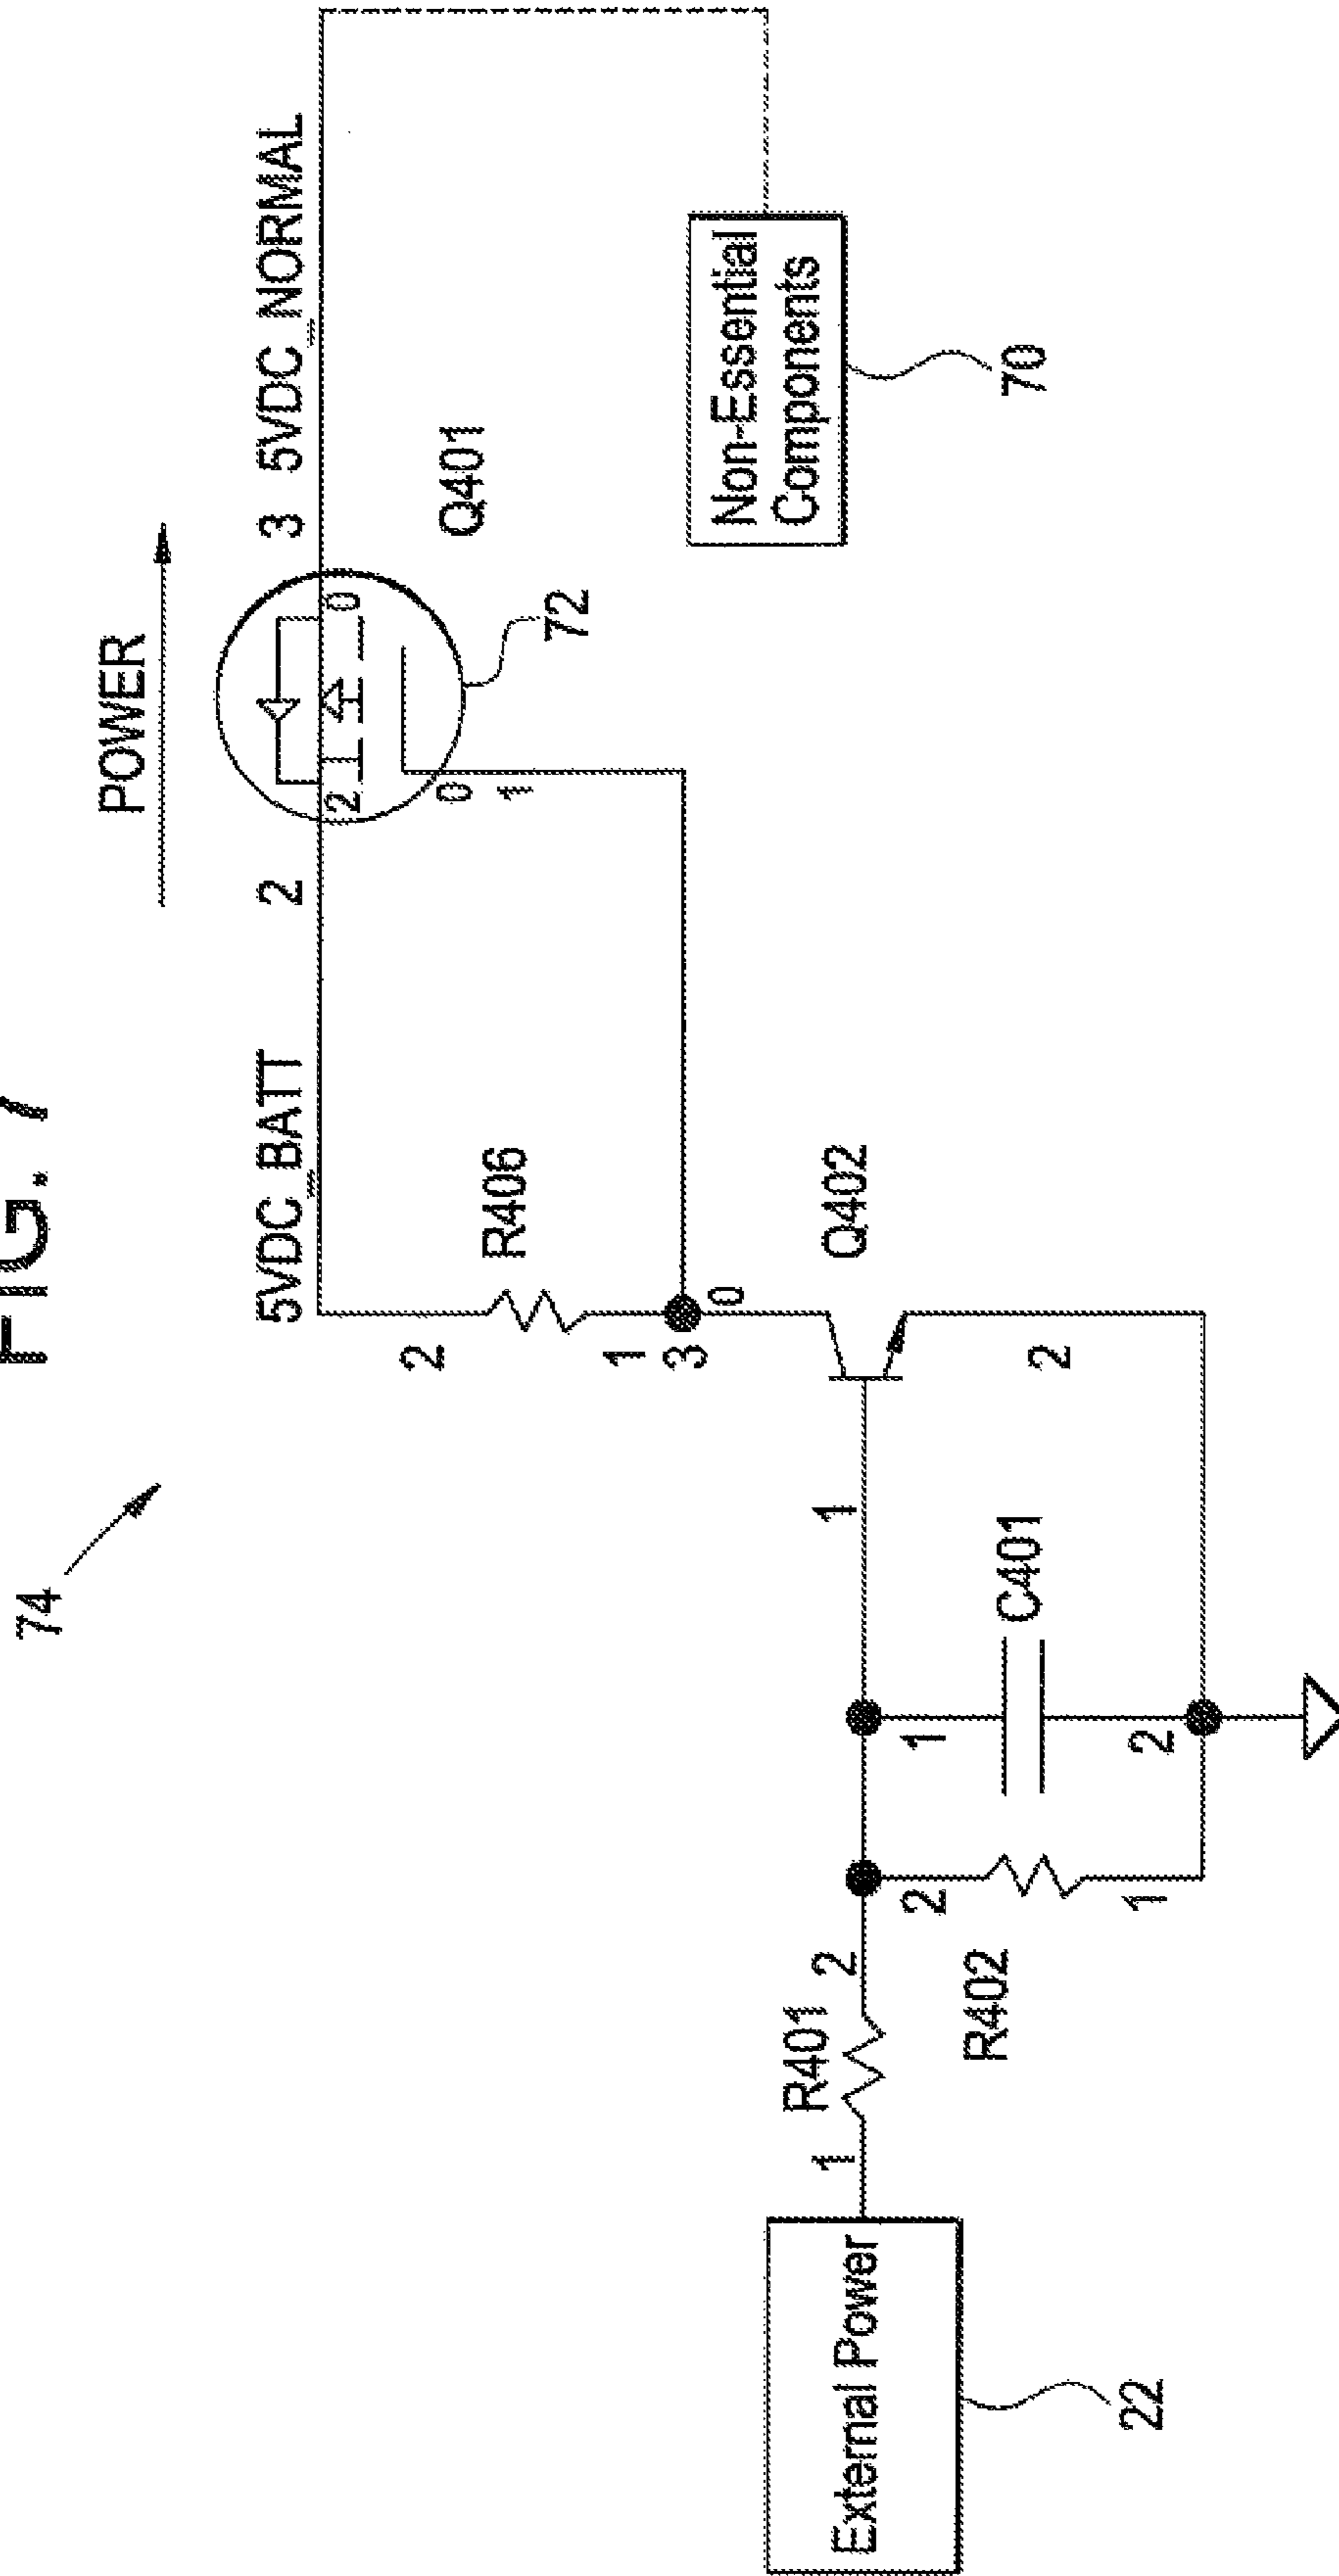 FIG. 7
74
POWER
5VDC_BATT
2
3
5VDC_NORMAL
2
0
0
1
Q401
72
R406
2
1
3
0
Q402
1
2
Non-Essential
Components
70
External Power
22
1
R401
2
R402
2
1
C401
1
2